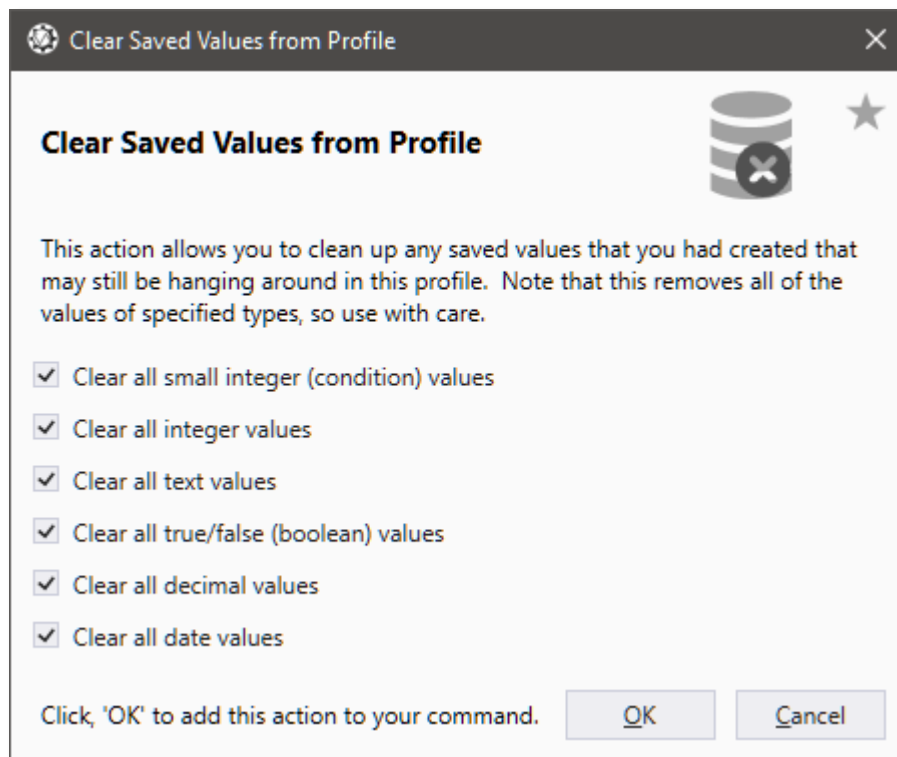 Clear Saved Values from Profile
Clear Saved Values from Profile
This action allows you to clean up any saved values that you had created that
may still be hanging around in this profile.  Note that this removes all of the
values of specified types, so use with care.
Clear all small integer (condition) values
Clear all integer values
Clear all text values
Clear all true/false (boolean) values
Clear all decimal values
Clear all date values
Click, 'OK' to add this action to your command. OK Cancel